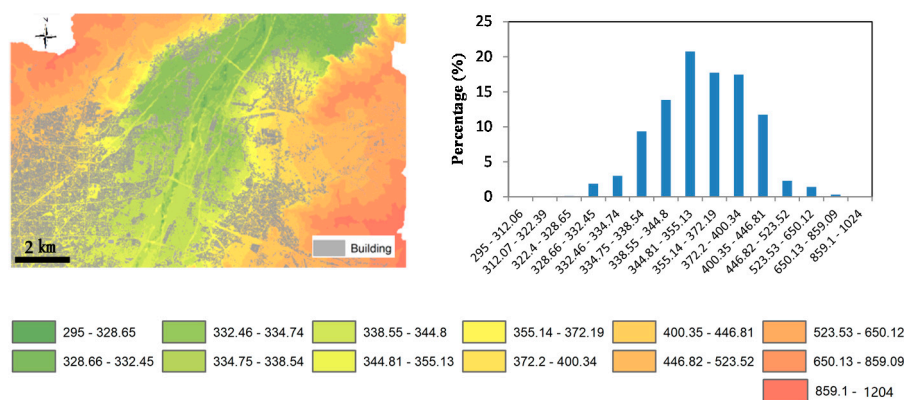 N
2 km
Building
Percentage (%)
25
20
15
10
5
0
295 - 312.06
312.07 - 322.39
322.4 - 328.65
328.66 - 332.45
332.46 - 334.74
334.75 - 338.54
338.55 - 344.8
344.81 - 355.13
355.14 - 372.19
372.2 - 400.34
400.35 - 446.81
446.82 - 523.52
523.53 - 650.12
650.13 - 859.09
859.1 - 1024
295 - 328.65 332.46 - 334.74 338.55 - 344.8 355.14 - 372.19 400.35 - 446.81 523.53 - 650.12
328.66 - 332.45 334.75 - 338.54 344.81 - 355.13 372.2 - 400.34 446.82 - 523.52 650.13 - 859.09
859.1 - 1204